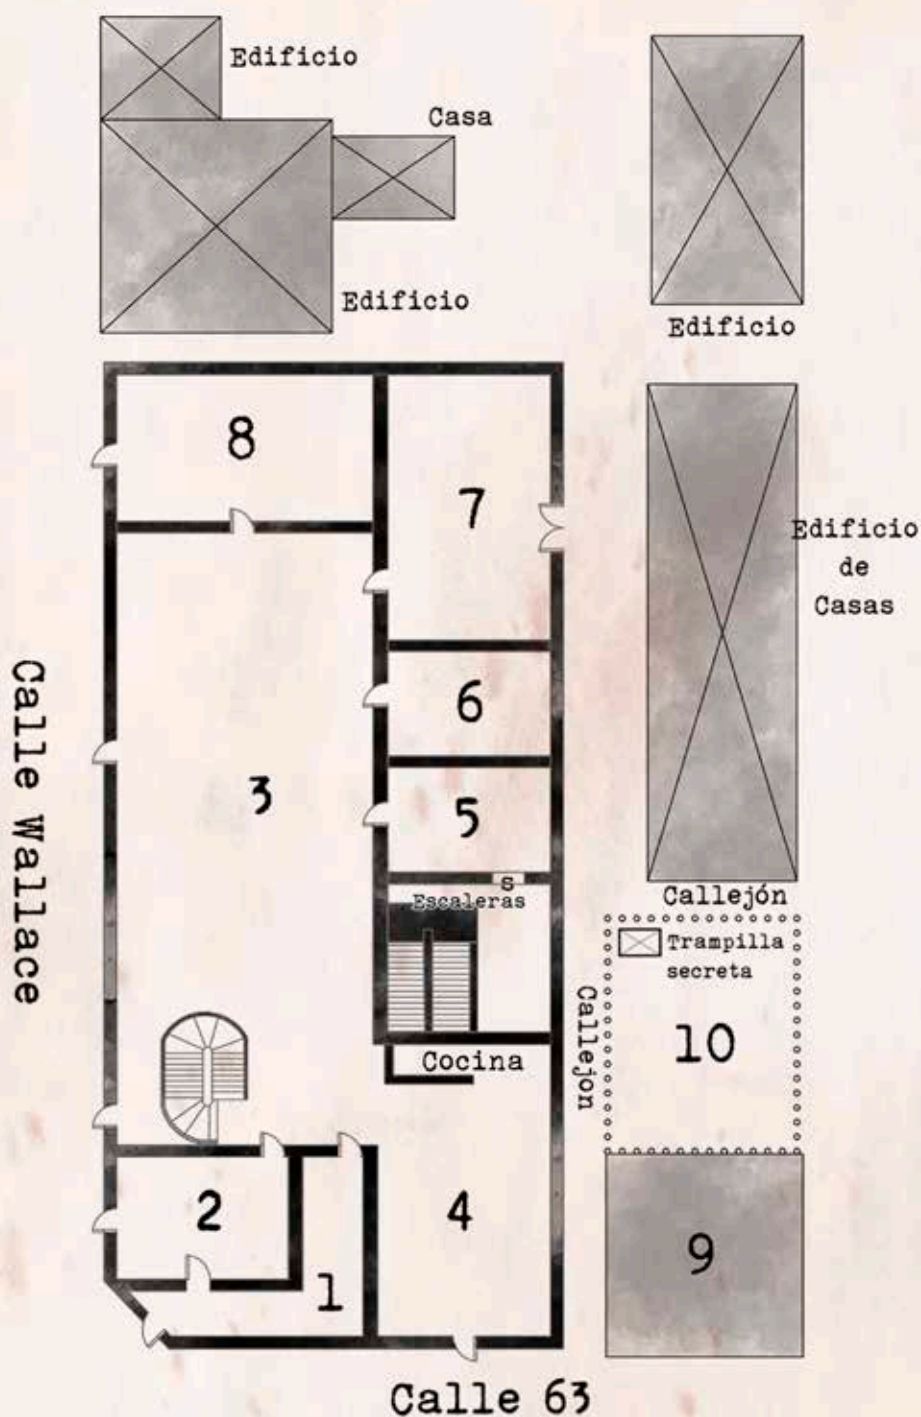 Edificio
Casa
Edificio
Edificio
8
7
Edificio
de
Casas
6
Calle Wallace
3
5
S
Escaleras
Callejón
Trampilla
secreta
Callejon
10
Cocina
2
4
9
1
Calle 63